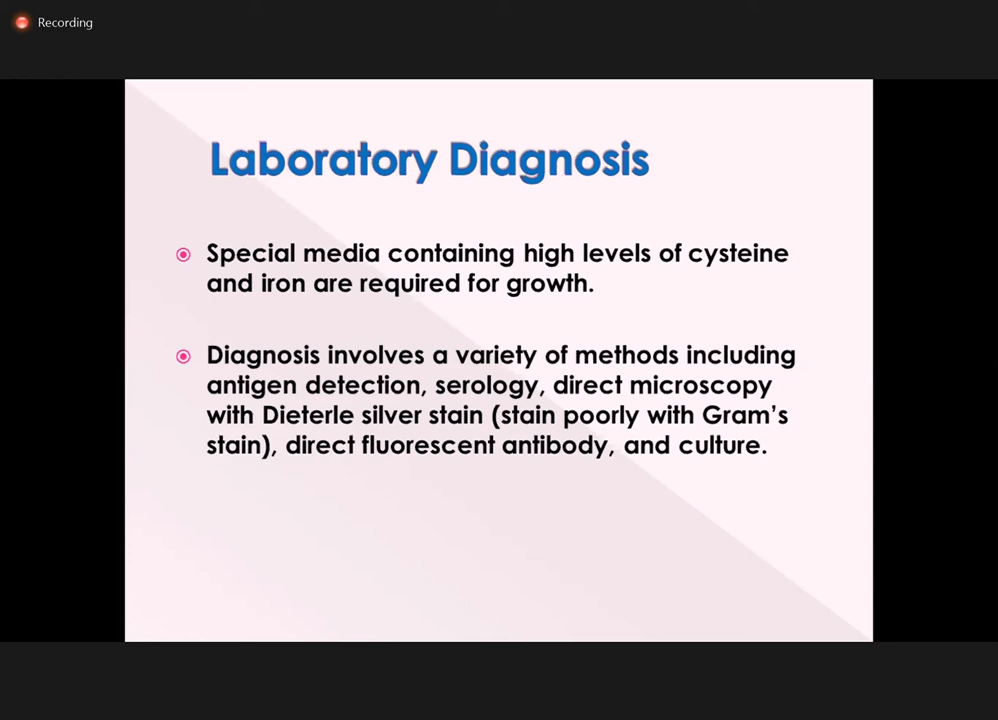 Recording
Laboratory Diagnosis
Special media containing high levels of cysteine
and iron are required for growth.
Diagnosis involves a variety of methods including
antigen detection, serology, direct microscopy
with Dieterle silver stain (stain poorly with Gram’s
stain), direct fluorescent antibody, and culture.